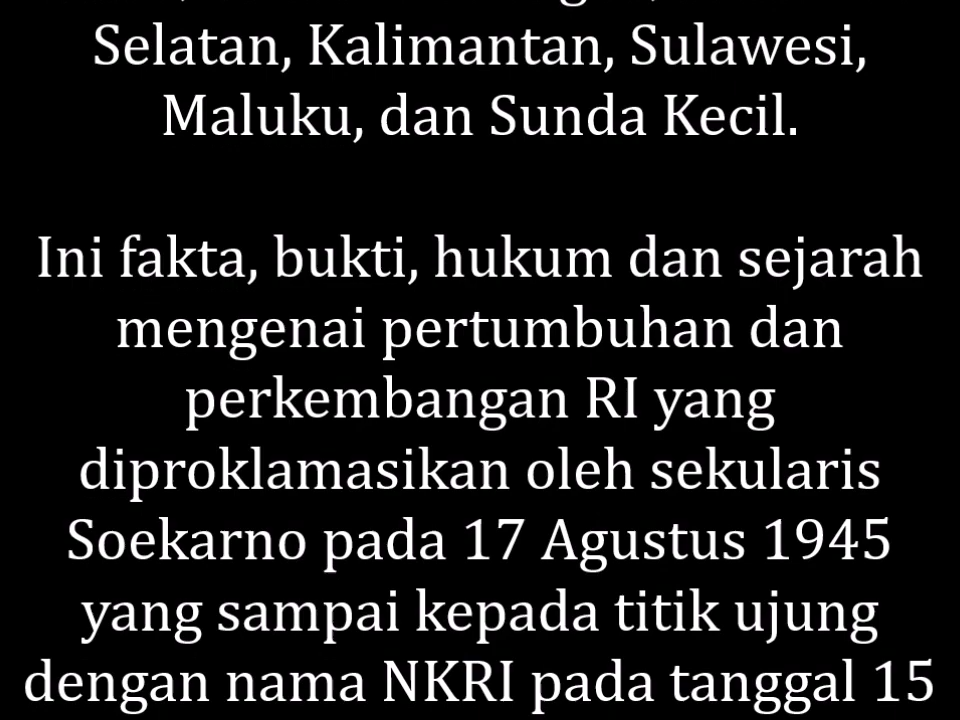 Selatan, Kalimantan, Sulawesi,
Maluku, dan Sunda Kecil.
Ini fakta, bukti, hukum dan sejarah
mengenai pertumbuhan dan
perkembangan RI yang
diproklamasikan oleh sekularis
Soekarno pada 17 Agustus 1945
yang sampai kepada titik ujung
dengan nama NKRI pada tanggal 15